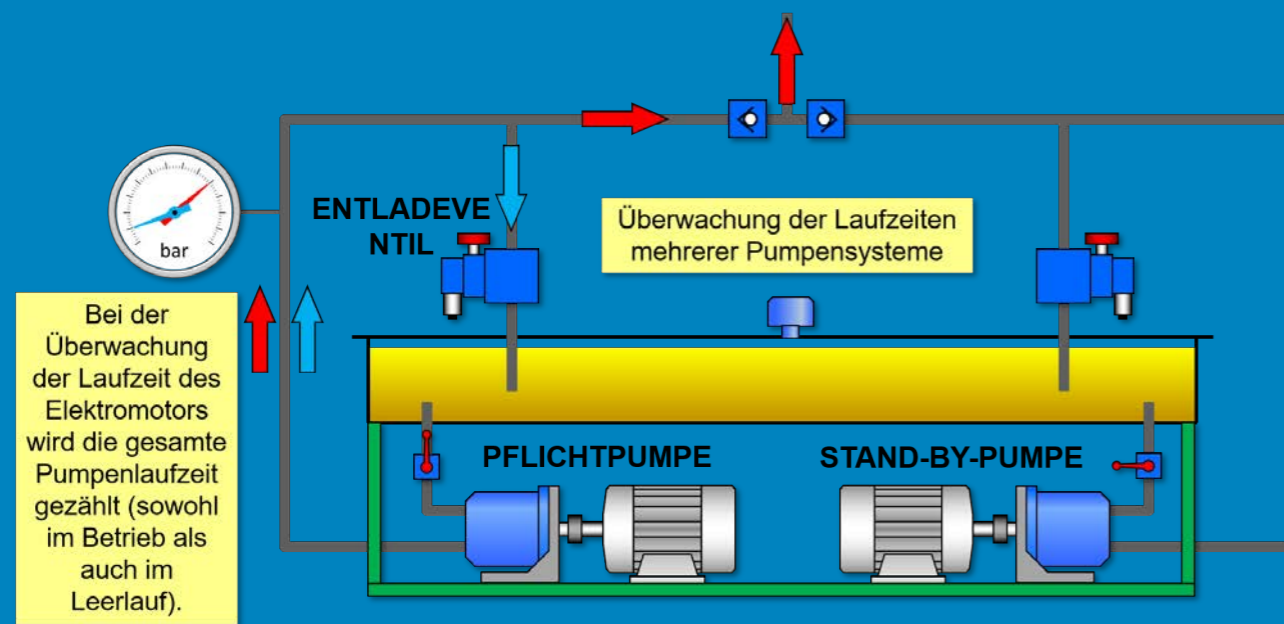 ENTLADEVE
NTIL
Überwachung der Laufzeiten
mehrerer Pumpensysteme
bar
Bei der
Überwachung
der Laufzeit des
Elektromotors
wird die gesamte
Pumpenlaufzeit
gezählt (sowohl
im Betrieb als
auch im
Leerlauf).
PFLICHTPUMPE
STAND-BY-PUMPE